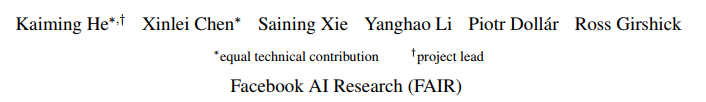 Kaiming He*,† Xinlei Chen* Saining Xie Yanghao Li Piotr Dollár Ross Girshick
*equal technical contribution †project lead
Facebook AI Research (FAIR)